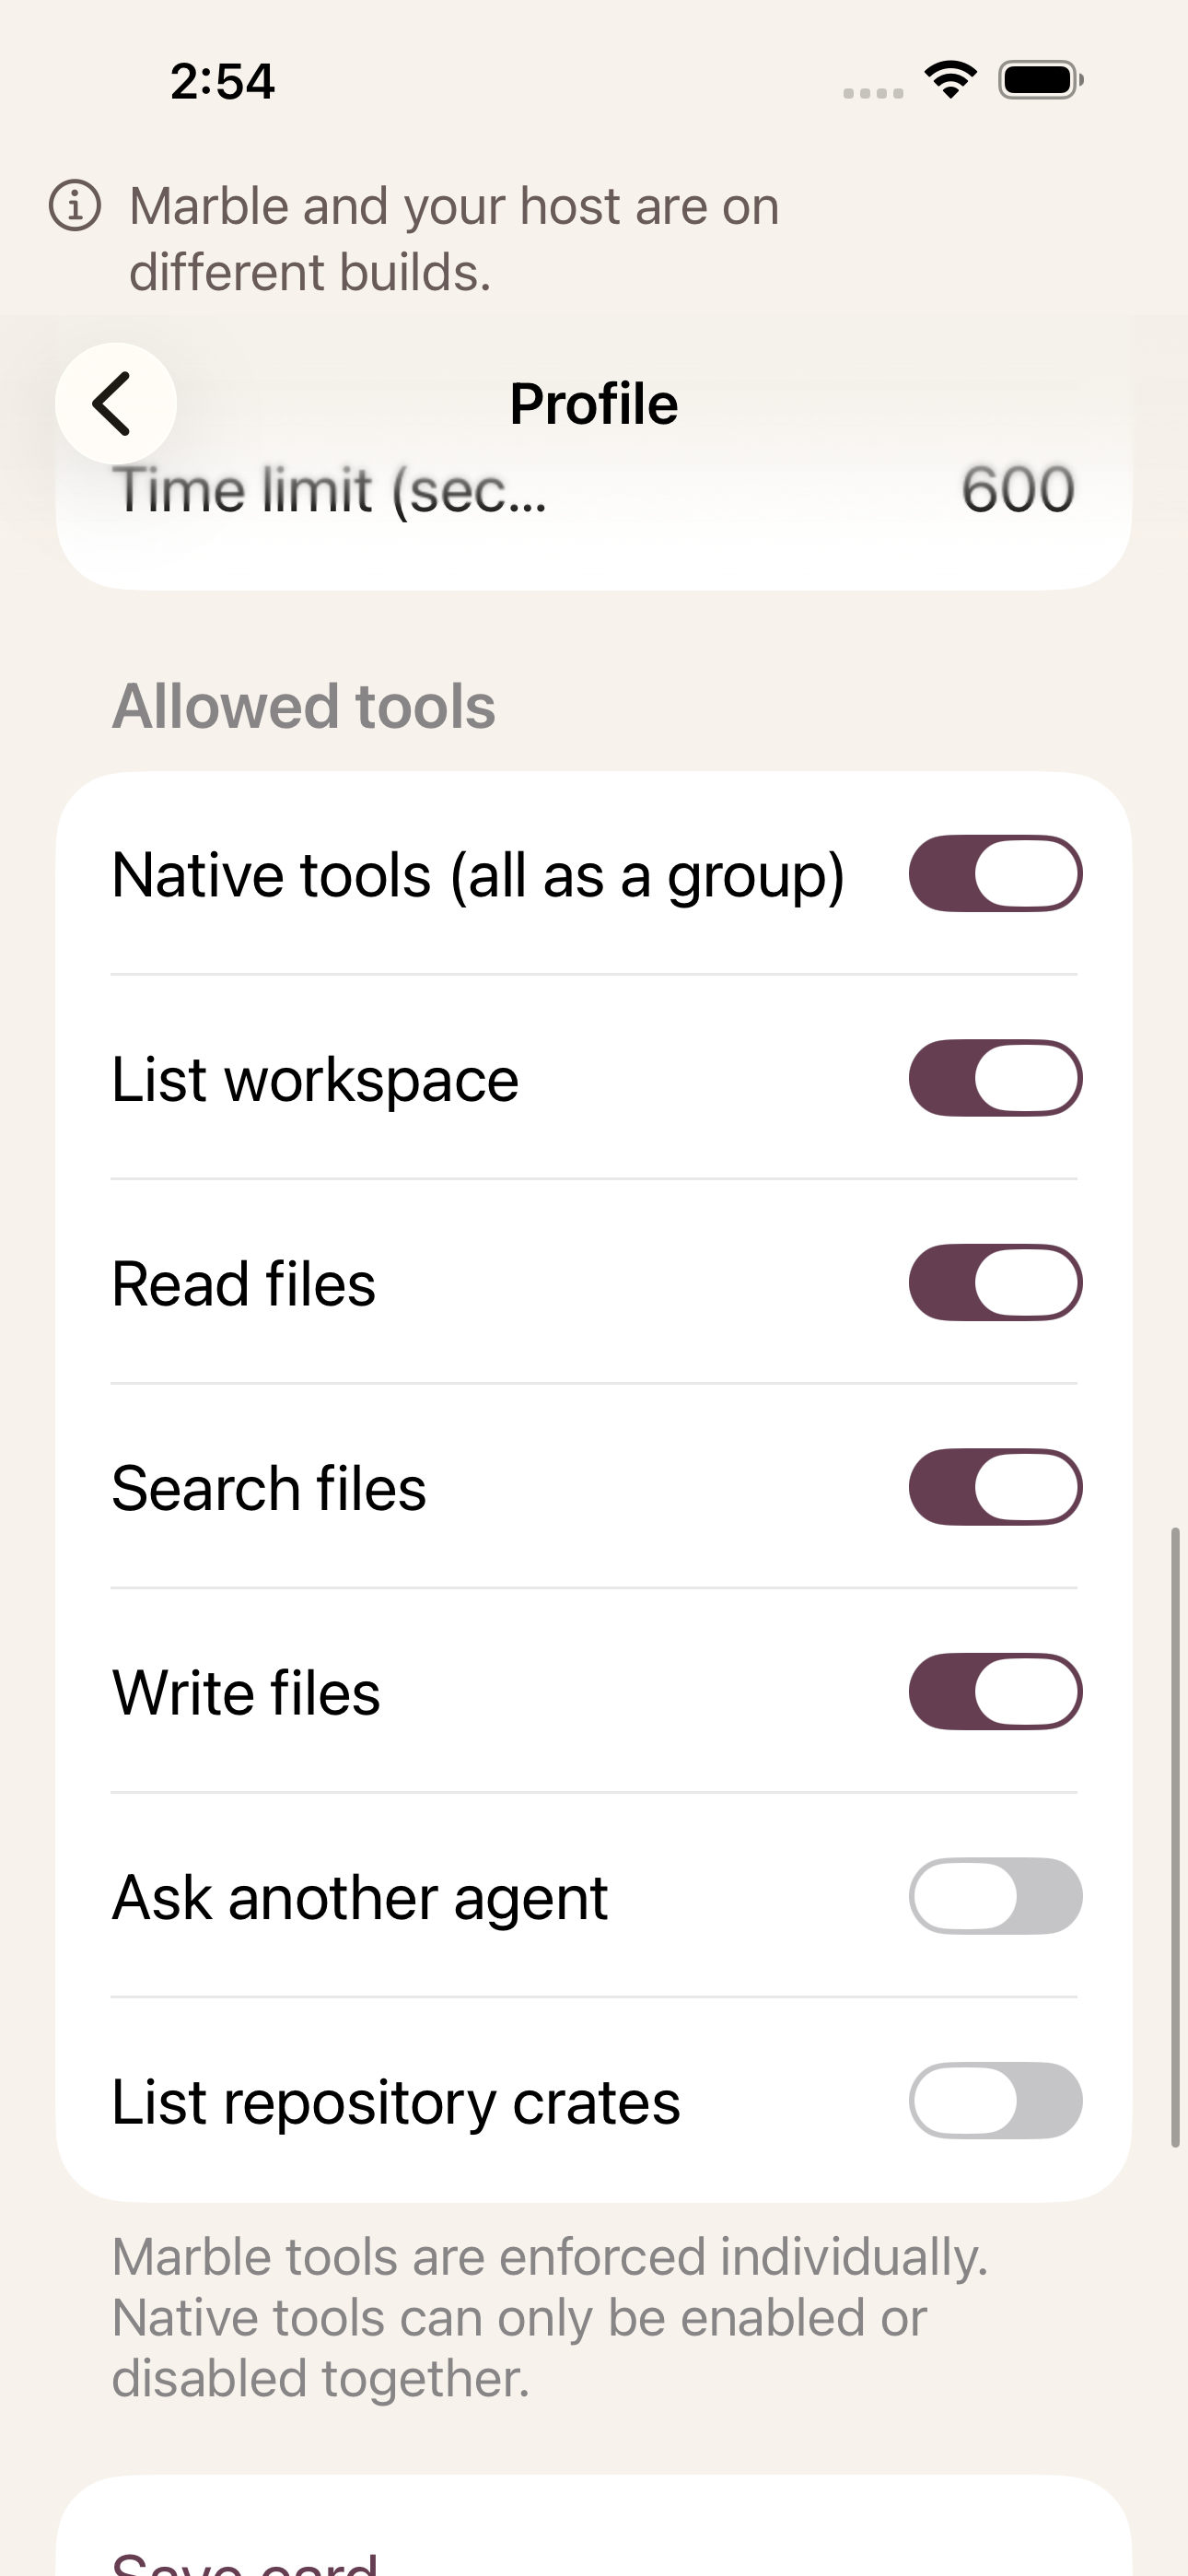 2:54
Marble and your host are on
different builds.
Profile
Time limit (sec... 600
Allowed tools
Native tools (all as a group)
List workspace
Read files
Search files
Write files
Ask another agent
List repository crates
Marble tools are enforced individually.
Native tools can only be enabled or
disabled together.
Save card